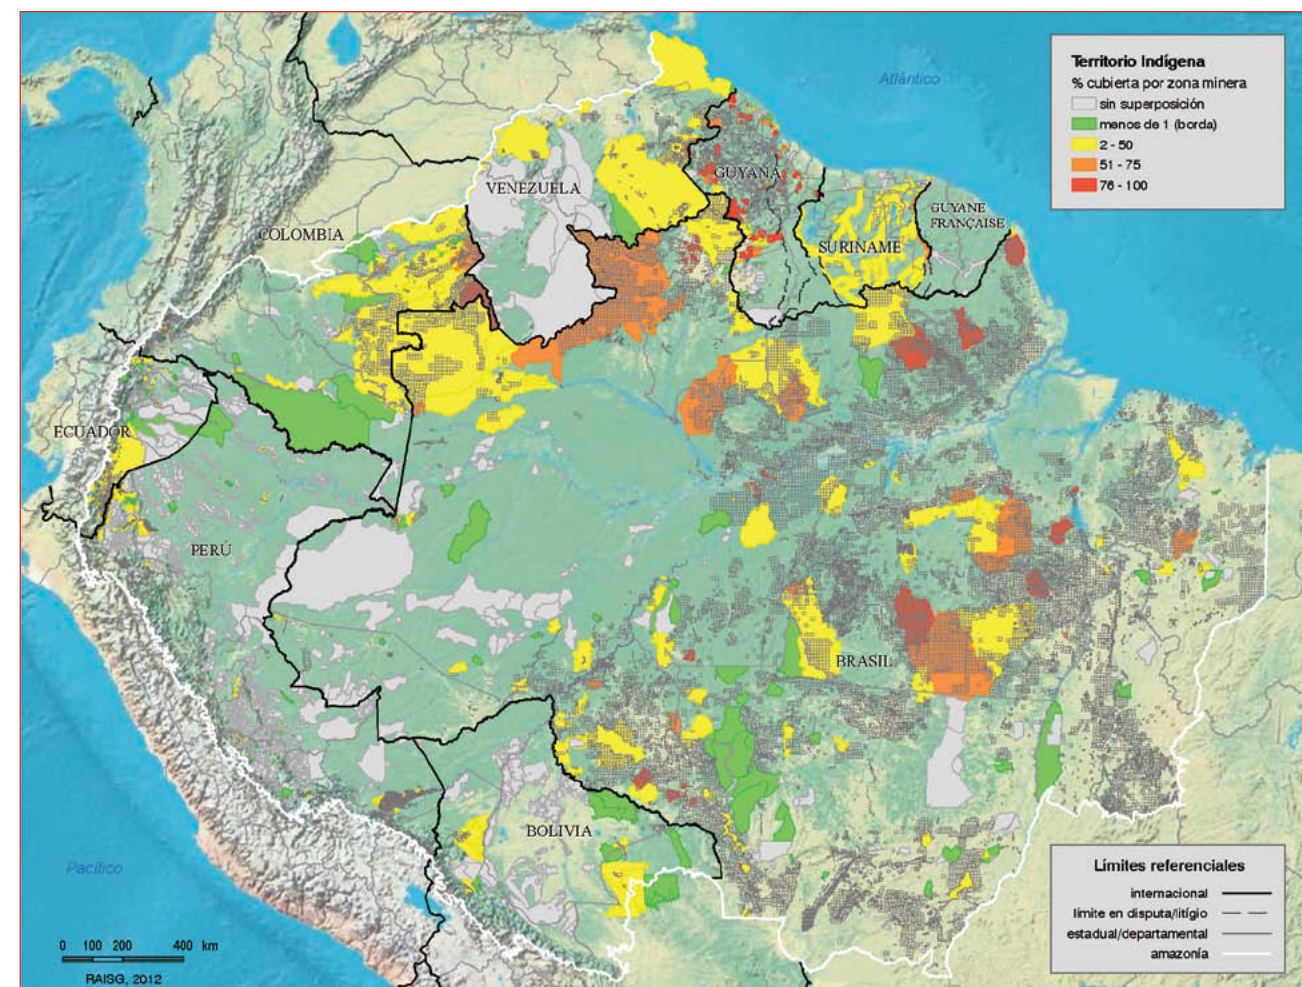 Atlántico
Territorio Indígena
% cubierta por zona minera
sin superposición
menos de 1 (borda)
2 - 50
51 - 75
76 - 100
VENEZUELA
GUYANA
GUYANE
FRANÇAISE
COLOMBIA
SURINAME
ECUADOR
PERÚ
BRASIL
BOLIVIA
Pacífico
Límites referenciales
internacional
límite en disputa/litígio
estadual/departamental
amazonía
0 100 200 400 km
RAISG, 2012